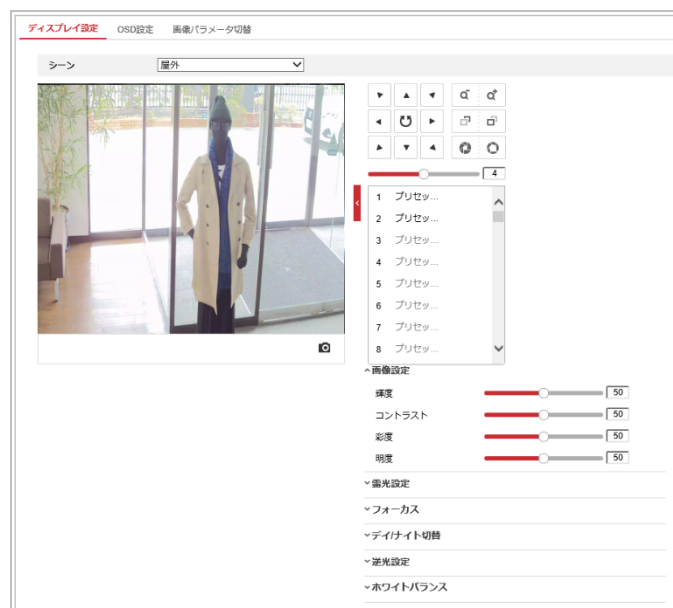 ディスプレイ設定 OSD設定 画像パラメータ切替
シーン 屋外
4
1 プリセッ...
2 プリセッ...
3 プリセッ...
4 プリセッ...
5 プリセッ...
6 プリセッ...
7 プリセッ...
8 プリセッ...
画像設定
輝度 50
コントラスト 50
彩度 50
明度 50
露光設定
フォーカス
デイ/ナイト切替
逆光設定
ホワイトバランス